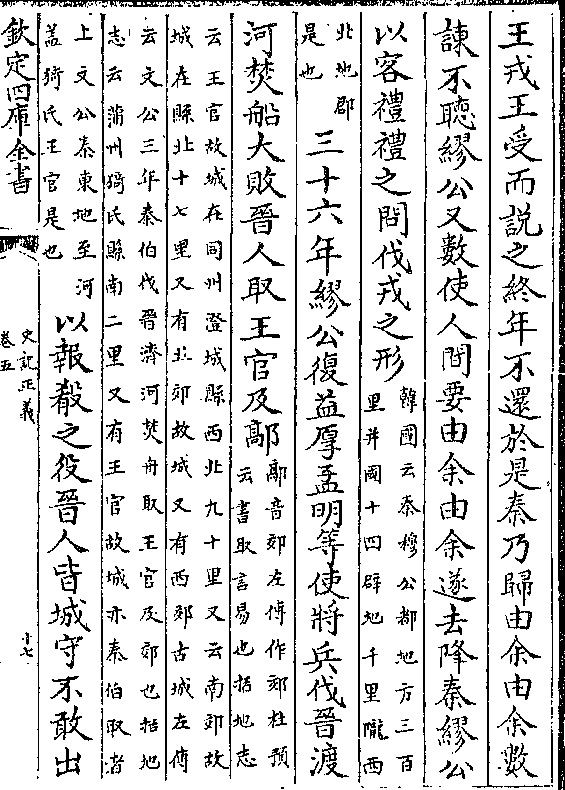 王戎王受而說之終年不還於是秦乃歸由余由余數
諫不聽繆公又數使人間要由余由余遂去降秦繆公
以客禮禮之問伐戎之形
韓國云秦穆公都地方三百
里并國十四辟地千里隴西
北地郡
是也
三十六年繆公復益厚孟明等使將兵伐晉渡
河焚船大敗晉人取王官及鄗
鄗音郊左傳作郊杜預
云書取言易也括地志
云王官故城在同州澄城縣西北九十里又云南郊故
城在縣北十七里又有北郊故城又有西郊古城左傳
云文公三年秦伯伐晉濟河焚舟取王官及郊也括地
志云蒲州猗氏縣南二里又有王官故城亦秦伯取者
上文公秦東地至河
蓋猗氏王官是也
以報殽之役晉人皆城守不敢出
欽定四庫全書
史記正義
卷五
十七